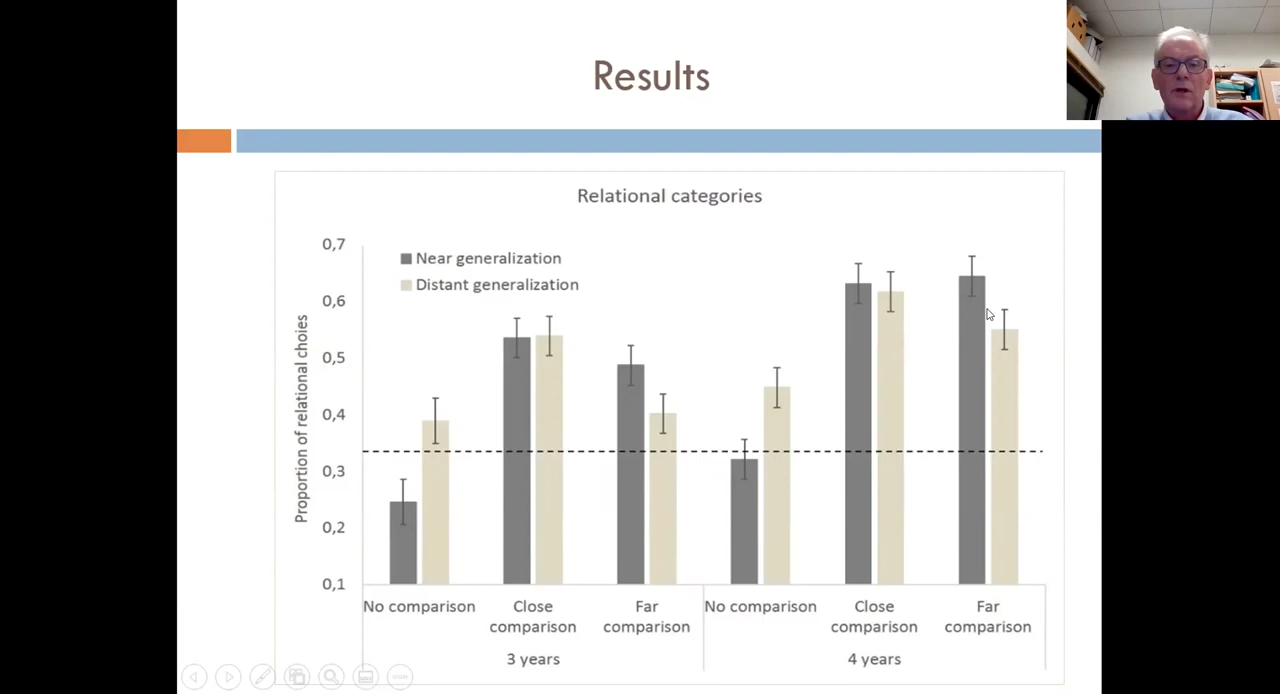 Results
Relational categories
Near generalization
Distant generalization
Proportion of relational choies
0,7
0,6
0,5
0,4
0,3
0,2
0,1
No comparison
Close
comparison
Far
comparison
No comparison
Close
comparison
Far
comparison
3 years
4 years